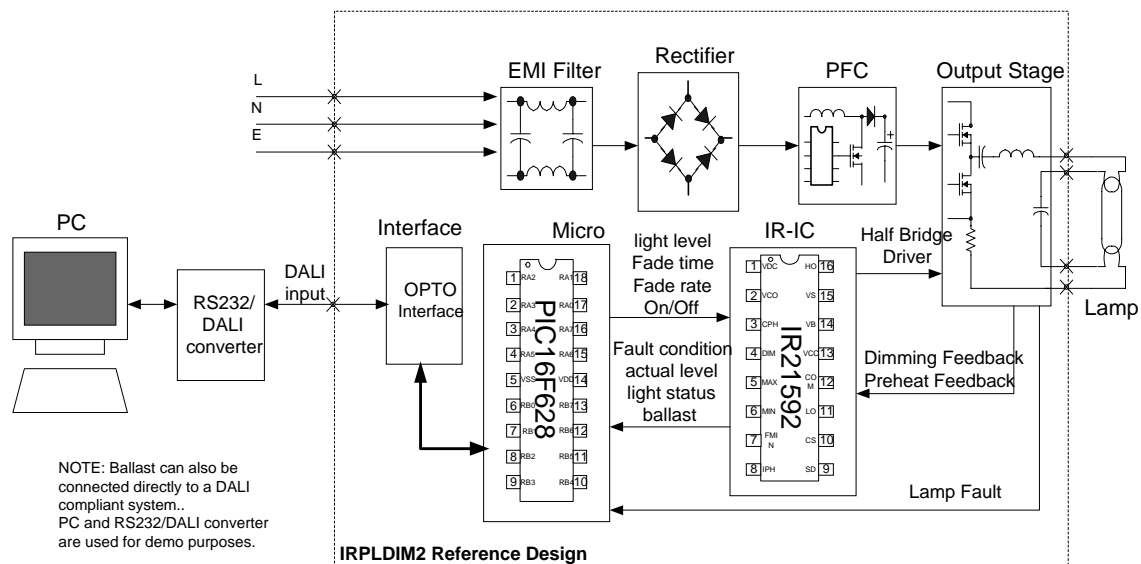 L
N
E
EMI Filter
Rectifier
PFC
Output Stage
+
PC
RS232/
DALI
converter
DALI
input
Interface
OPTO
Interface
Micro
1 RA2 RA1 18
2 RA3 RA0 17
3 RA4 RA7 16
4 RA5 RA6 15
5 VSS VDD 14
6 RB0 RB7 13
7 RB1 RB6 12
8 RB2 RB5 11
9 RB3 RB4 10
PIC16F628
light level
Fade time
Fade rate
On/Off
Fault condition
actual level
light status
ballast
IR-IC
1 VDC HO 16
2 VCO VS 15
3 CPH VB 14
4 DIM VCC 13
5 MAX CO
M 12
6 MIN LO 11
7 FMI
N CS 10
8 IPH SD 9
IR21592
Half Bridge
Driver
Lamp
Dimming Feedback
Preheat Feedback
Lamp Fault
NOTE: Ballast can also be
connected directly to a DALI
compliant system..
PC and RS232/DALI converter
are used for demo purposes.
IRPLDIM2 Reference Design